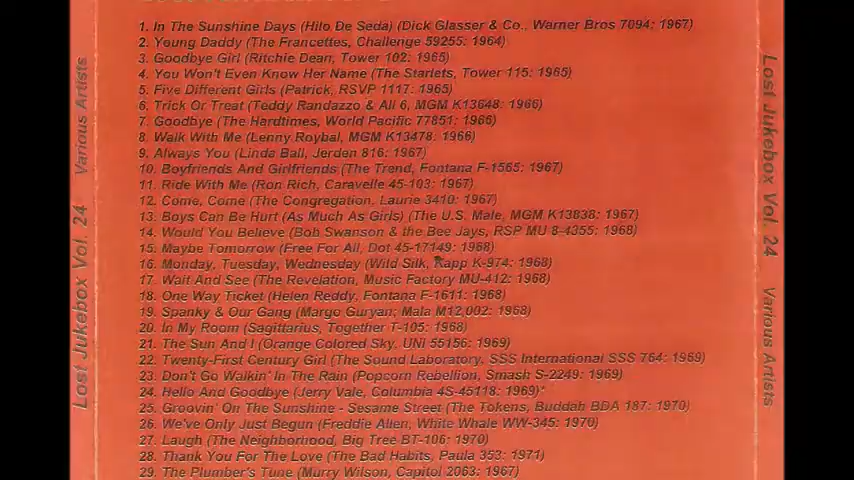 1. In The Sunshine Days (Hilo De Seda) (Dick Glasser & Co., Warner Bros 7094; 1967)
2. Young Daddy (The Francettes, Challenge 59255: 1964)
3. Goodbye Girl (Ritchie Dean, Tower 102: 1965)
4. You Won't Even Know Her Name (The Starlets, Tower 115: 1965)
5. Five Different Girls (Patrick, RSVP 1117: 1965)
6. Trick Or Treat (Teddy Randazzo & All 6, MGM K13648: 1966)
7. Goodbye (The Hardtimes, World Pacific 77851: 1966)
8. Walk With Me (Lenny Roybal, MGM K13478: 1966)
9. Always You (Linda Ball, Jerden 816: 1967)
10. Boyfriends And Girlfriends (The Trend, Fontana F-1565: 1967)
11. Ride With Me (Ron Rich, Caravelle 45-103: 1967)
12. Come, Come (The Congregation, Laurie 3410: 1967)
13. Boys Can Be Hurt (As Much As Girls) (The U.S. Male, MGM K13838: 1967)
14. Would You Believe (Bob Swanson & the Bee Jays, RSP MU 8-4355: 1968)
15. Maybe Tomorrow (Free For All, Dot 45-17149: 1968)
16. Monday, Tuesday, Wednesday (Wild Silk, Kapp K-974: 1968)
17. Wait And See (The Revelation, Music Factory MU-412: 1968)
18. One Way Ticket (Helen Reddy, Fontana F-1611: 1968)
19. Spanky & Our Gang (Margo Guryan; Mala M12,002: 1968)
20. In My Room (Sagittarius, Together T-105: 1968)
21. The Sun And I (Orange Colored Sky, UNI 55156: 1969)
22. Twenty-First Century Girl (The Sound Laboratory, SSS International SSS 764: 1969)
23. Don't Go Walkin' In The Rain (Popcorn Rebellion, Smash S-2249: 1969)
24. Hello And Goodbye (Jerry Vale, Columbia 4S-45118: 1969)*
25. Groovin' On The Sunshine - Sesame Street (The Tokens, Buddah BDA 187: 1970)
26. We've Only Just Begun (Freddie Allen, White Whale WW-345: 1970)
27. Laugh (The Neighborhood, Big Tree BT-106: 1970)
28. Thank You For The Love (The Bad Habits, Paula 353: 1971)
29. The Plumber's Tune (Murry Wilson, Capitol 2063: 1967)
Lost Jukebox Vol. 24 Various Artists
Lost Jukebox Vol. 24 Various Artists